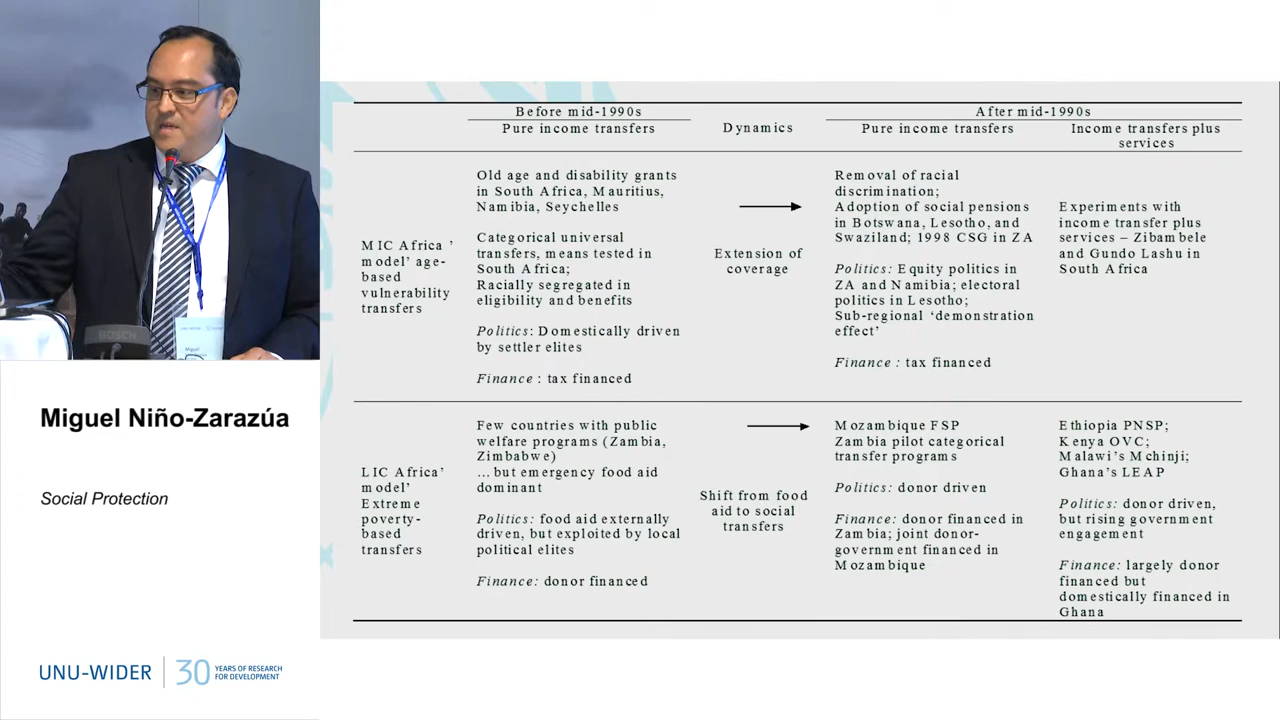 Before mid-1990s
After mid-1990s
Pure income transfers
Dynamics
Pure income transfers
Income transfers plus
services
MIC Africa '
model' age-
based
vulnerability
transfers
Old age and disability grants
in South Africa, Mauritius,
Namibia, Seychelles
Categorical universal
transfers, means tested in
South Africa;
Racially segregated in
eligibility and benefits
Politics: Domestically driven
by settler elites
Finance : tax financed
Extension of
coverage
Removal of racial
discrimination;
Adoption of social pensions
in Botswana, Lesotho, and
Swaziland; 1998 CSG in ZA
Politics: Equity politics in
ZA and Namibia; electoral
politics in Lesotho;
Sub-regional 'demonstration
effect'
Finance : tax financed
Experiments with
income transfer plus
services – Zibambele
and Gundo Lashu in
South Africa
LIC Africa'
model'
Extreme
poverty-
based
transfers
Few countries with public
welfare programs (Zambia,
Zimbabwe)
... but emergency food aid
dominant
Politics: food aid externally
driven, but exploited by local
political elites
Finance: donor financed
Shift from food
aid to social
transfers
Mozambique FSP
Zambia pilot categorical
transfer programs
Politics: donor driven
Finance: donor financed in
Zambia; joint donor-
government financed in
Mozambique
Ethiopia PNSP;
Kenya OVC;
Malawi's Mchinji;
Ghana's LEAP
Politics: donor driven,
but rising government
engagement
Finance: largely donor
financed but
domestically financed in
Ghana
BOSCH
UNU-WIDER
Miguel
Miguel Niño-Zarazúa
Social Protection
UNU-WIDER
30 YEARS OF RESEARCH
FOR DEVELOPMENT